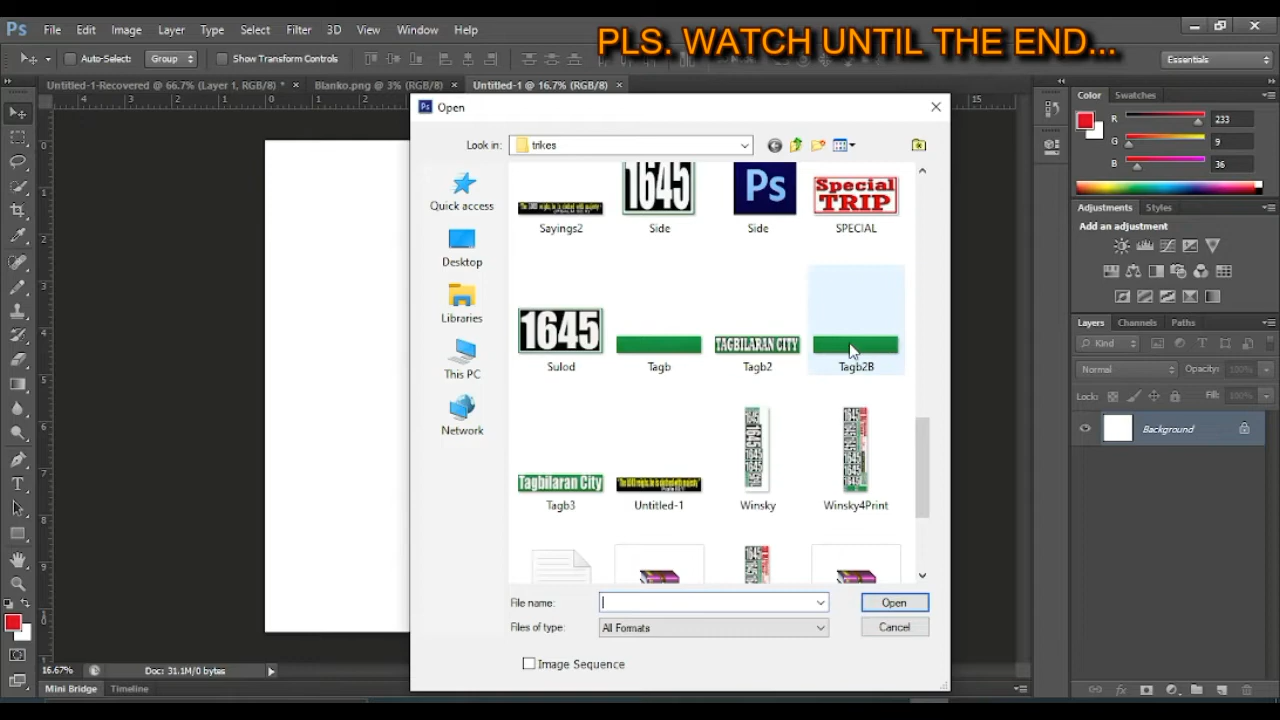 PLS. WATCH UNTIL THE END...
Ps File Edit Image Layer Type Select Filter 3D View Window Help
Auto-Select: Group Show Transform Controls Essentials
Untitled-1-Recovered @ 66.7% (Layer 1, RGB/8) * × Blanko.png @ 3% (RGB/8) × Untitled-1 @ 16.7% (RGB/8) ×
Open
Look in: trikes
Quick access
Desktop
Libraries
This PC
Network
1645 Ps Special TRIP
Sayings2 Side Side SPECIAL
1645 TAGBILARAN CITY
Sulod Tagb Tagb2 Tagb2B
Tagbilaran City
Tagb3 Untitled-1 Winsky Winsky4Print
File name: Open
Files of type: All Formats Cancel
Image Sequence
Color Swatches
R 233
G 9
B 36
Adjustments Styles
Add an adjustment
Layers Channels Paths
Kind
Normal Opacity: 100%
Lock: Fill: 100%
Background
16.67% Doc: 31.1M/0 bytes
Mini Bridge Timeline